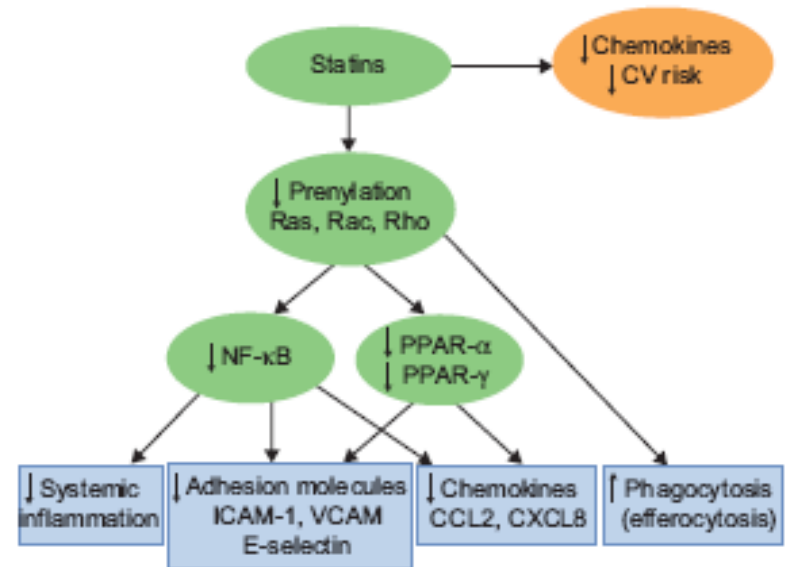 Statins
↓Chemokines
↓CV risk
↓Prenylation
Ras, Rac, Rho
↓NF-κB
↓PPAR-α
↓PPAR-γ
↓Systemic
inflammation
↓Adhesion molecules
ICAM-1, VCAM
E-selectin
↓Chemokines
CCL2, CXCL8
↑Phagocytosis
(efferocytosis)